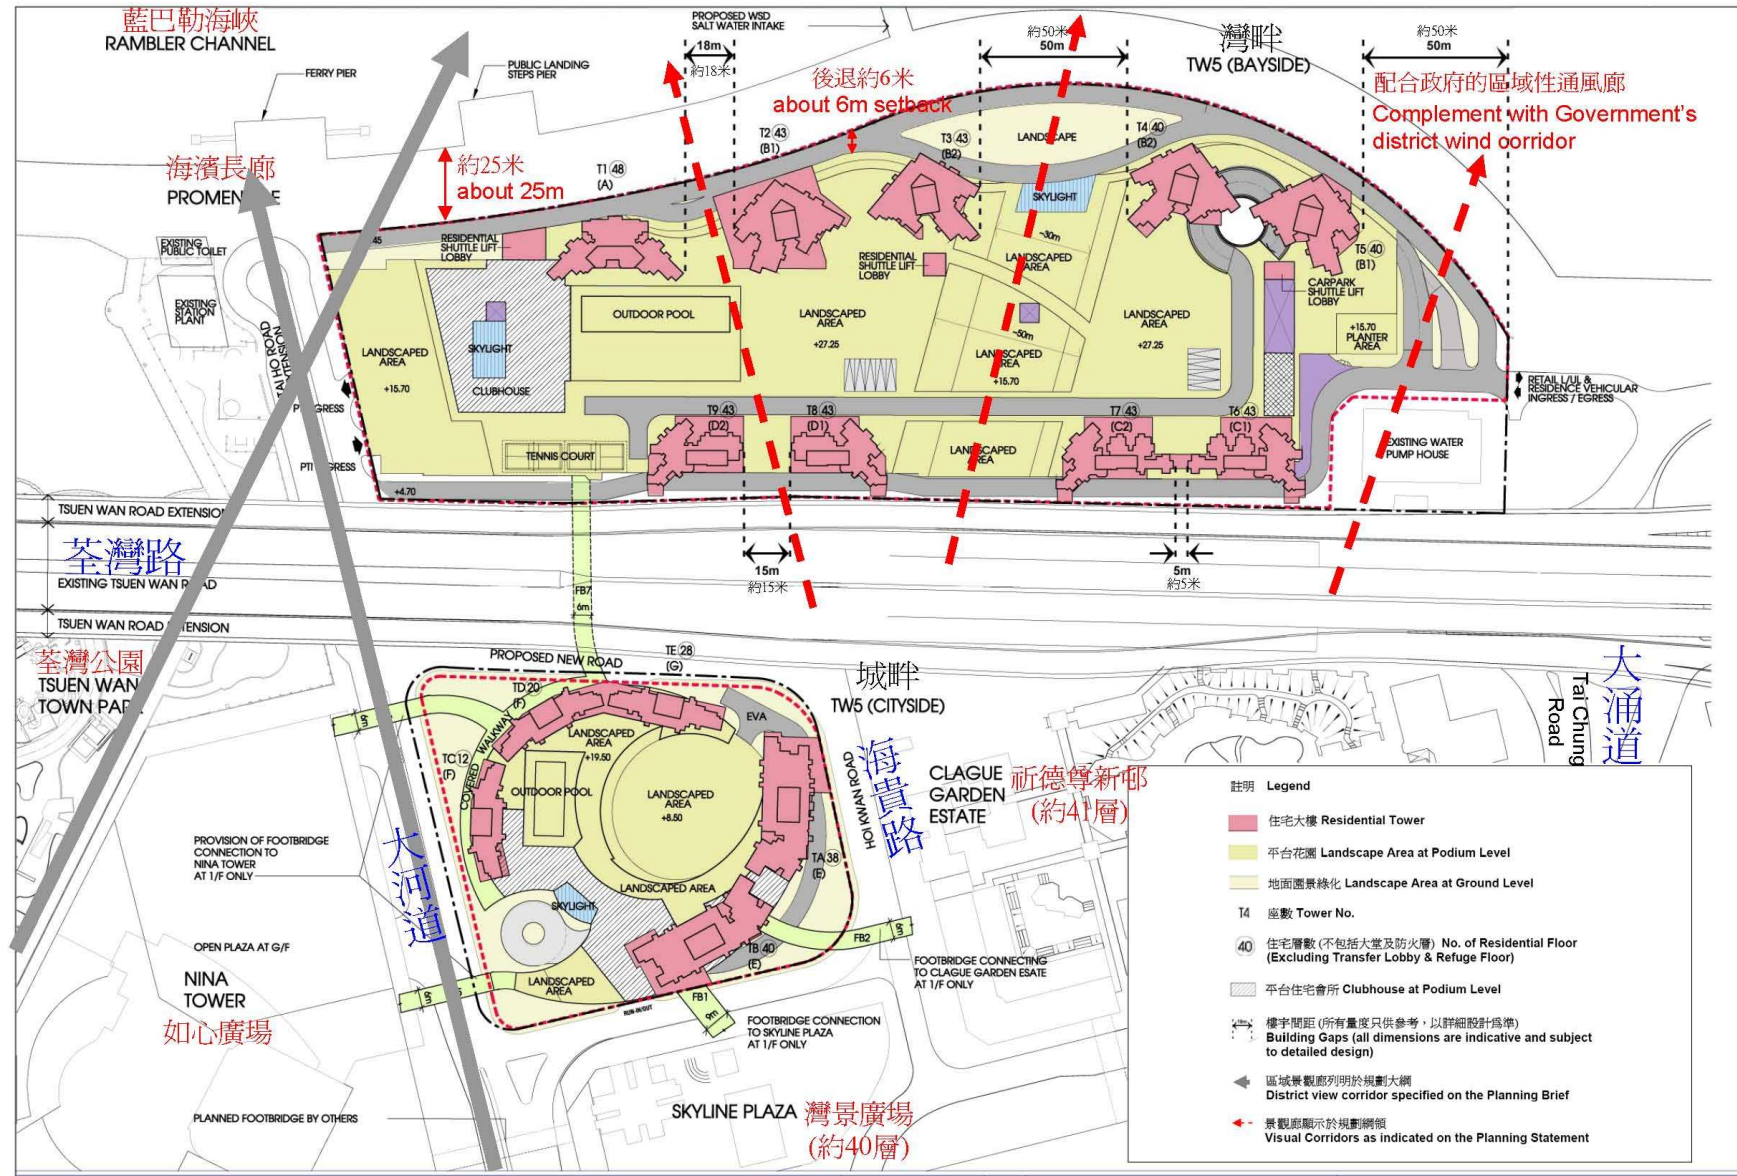 藍巴勒海峽
RAMBLER CHANNEL
FERRY PIER
PUBLIC LANDING
STEPS PIER
PROPOSED WSD
SALT WATER INTAKE
18m
約18米
約50米
50m
灣畔
TW5 (BAYSIDE)
約50米
50m
後退約6米
about 6m setback
配合政府的區域性通風廊
Complement with Government's
district wind corridor
海濱長廊
約25米
about 25m
T1 48
(A)
T2 43
(B1)
T3 43
(B2)
T4 40
(B2)
T5 40
(B1)
LANDSCAPE
SKYLIGHT
EXISTING
PUBLIC TOILET
EXISTING
STATION
PLANT
TAI HO ROAD
EXTENSION
RESIDENTIAL
SHUTTLE LIFT
LOBBY
RESIDENTIAL
SHUTTLE LIFT
LOBBY
~30m
LANDSCAPED
AREA
CARPARK
SHUTTLE LIFT
LOBBY
OUTDOOR POOL
LANDSCAPED
AREA
+27.25
LANDSCAPED
AREA
+27.25
+15.70
PLANTER
AREA
LANDSCAPED
AREA
+15.70
SKYLIGHT
CLUBHOUSE
~50m
LANDSCAPED
AREA
+15.70
RETAIL L/UL &
RESIDENCE VEHICULAR
INGRESS / EGRESS
T9 43
(D2)
T8 43
(D1)
T7 43
(C2)
T6 43
(C1)
TENNIS COURT
LANDSCAPED
AREA
EXISTING WATER
PUMP HOUSE
+4.70
TSUEN WAN ROAD EXTENSION
荃灣路
EXISTING TSUEN WAN ROAD
TSUEN WAN ROAD EXTENSION
FB7
6m
15m
約15米
5m
約5米
荃灣公園
TSUEN WAN
TOWN PARK
PROPOSED NEW ROAD
TE 28
(G)
城畔
TW5 (CITYSIDE)
大涌道
Tai Chung
Road
TD 20
(F)
EVA
6m
COVERED WALKWAY
TC 12
(F)
LANDSCAPED
AREA
+19.50
OUTDOOR POOL
LANDSCAPED
AREA
+8.50
HOI KWAN ROAD
海貴路
CLAGUE
GARDEN
ESTATE
祈德尊新邨
(約41層)
PROVISION OF FOOTBRIDGE
CONNECTION TO
NINA TOWER
AT 1/F ONLY
大河道
TA 38
(E)
LANDSCAPED AREA
SKYLIGHT
TB 40
(E)
FB2
6m
OPEN PLAZA AT G/F
NINA
TOWER
如心廣場
LANDSCAPED
AREA
6m
FB1
9m
RUN-IN/OUT
FOOTBRIDGE CONNECTING
TO CLAGUE GARDEN ESATE
AT 1/F ONLY
FOOTBRIDGE CONNECTION
TO SKYLINE PLAZA
AT 1/F ONLY
PLANNED FOOTBRIDGE BY OTHERS
SKYLINE PLAZA 灣景廣場
(約40層)
註明 Legend
住宅大樓 Residential Tower
平台花園 Landscape Area at Podium Level
地面園景綠化 Landscape Area at Ground Level
T4 座數 Tower No.
40 住宅層數 (不包括大堂及防火層) No. of Residential Floor
(Excluding Transfer Lobby & Refuge Floor)
平台住宅會所 Clubhouse at Podium Level
樓宇間距 (所有量度只供參考，以詳細設計爲準)
Building Gaps (all dimensions are indicative and subject
to detailed design)
區域景觀廊列明於規劃大綱
District view corridor specified on the Planning Brief
景觀廊顯示於規劃綱領
Visual Corridors as indicated on the Planning Statement